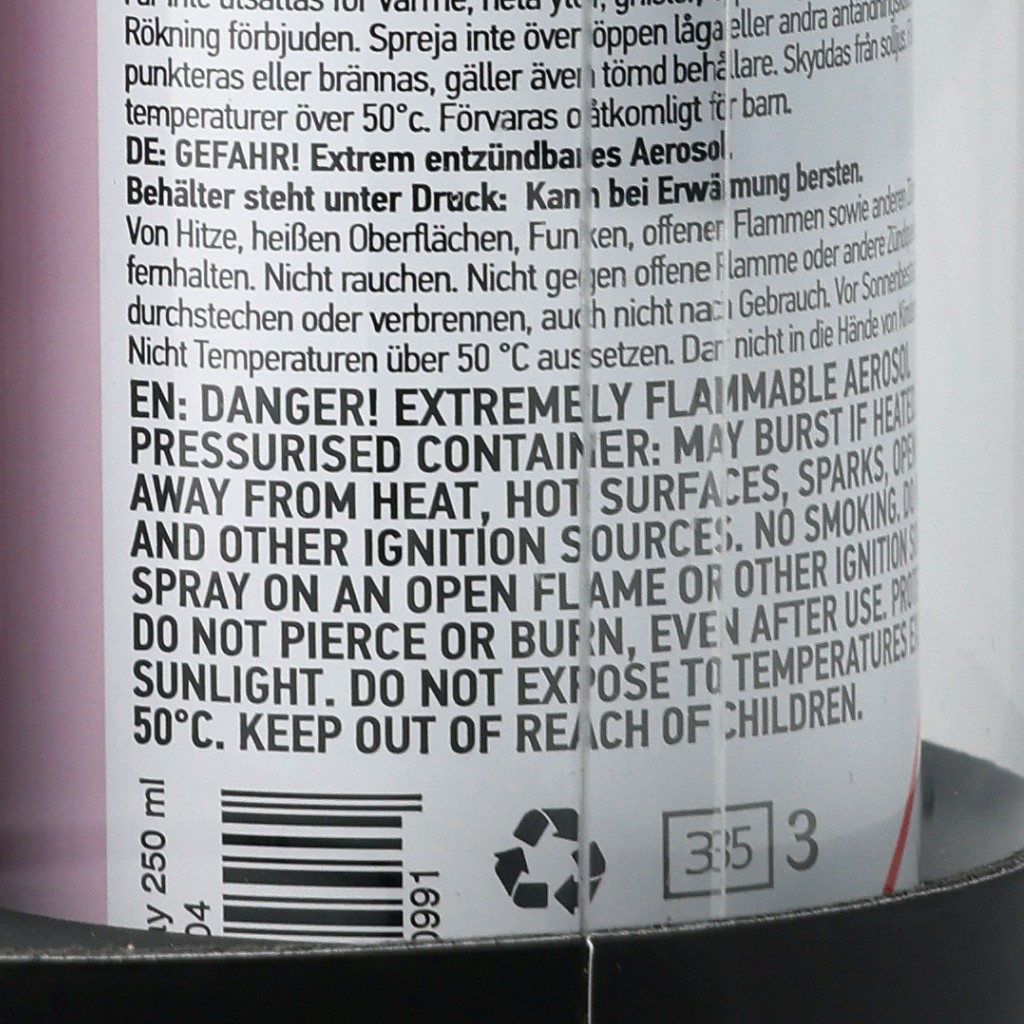 Rökning förbjuden. Spreja inte över öppen låga eller andra
punkteras eller brännas, gäller även tömd behållare. Skyddas från
temperaturer över 50°c. Förvaras oåtkomligt för barn.
DE: GEFAHR! Extrem entzündbares Aerosol.
Behälter steht unter Druck: Kann bei Erwärmung bersten.
Von Hitze, heißen Oberflächen, Funken, offenen Flammen sowie anderen
fernhalten. Nicht rauchen. Nicht gegen offene Flamme oder andere
durchstechen oder verbrennen, auch nicht nach Gebrauch. Vor
Nicht Temperaturen über 50 °C aussetzen. Darf nicht in die Hände von
EN: DANGER! EXTREMELY FLAMMABLE AEROSOL
PRESSURISED CONTAINER: MAY BURST IF
AWAY FROM HEAT, HOT SURFACES, SPARKS,
AND OTHER IGNITION SOURCES. NO SMOKING.
SPRAY ON AN OPEN FLAME OR OTHER IGNITION
DO NOT PIERCE OR BURN, EVEN AFTER USE.
SUNLIGHT. DO NOT EXPOSE TO TEMPERATURES
50°C. KEEP OUT OF REACH OF CHILDREN.
250 ml
04
0991
335 3